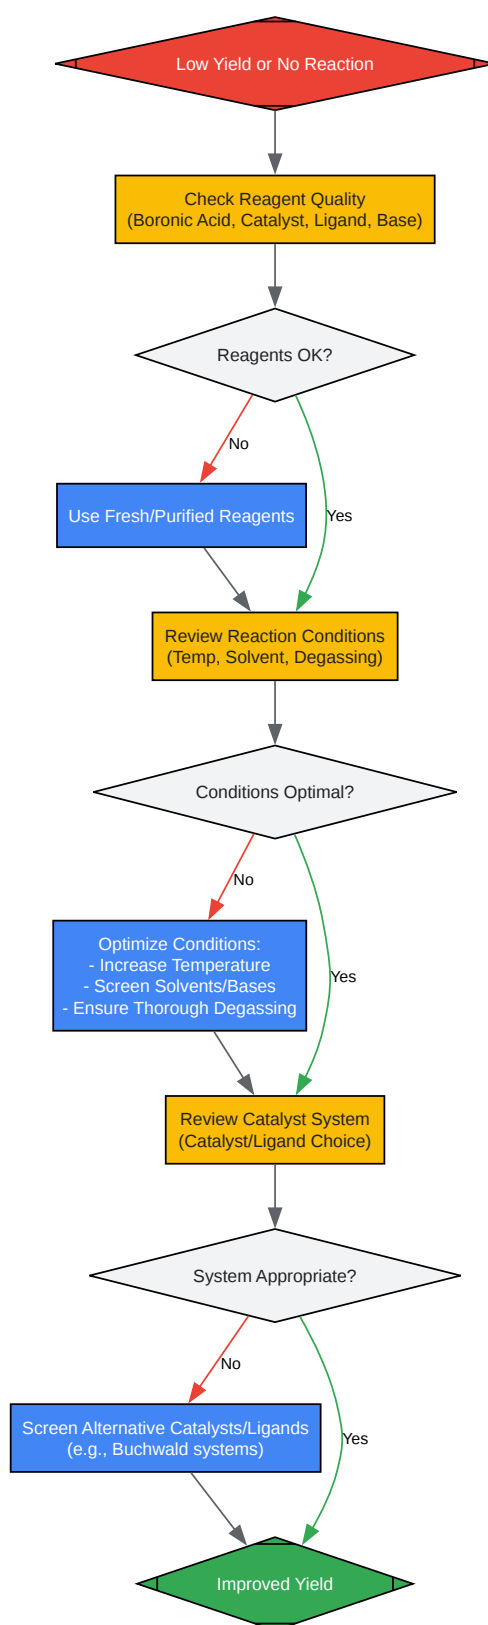 Low Yield or No Reaction
Check Reagent Quality
(Boronic Acid, Catalyst, Ligand, Base)
Reagents OK?
No
Use Fresh/Purified Reagents
Yes
Review Reaction Conditions
(Temp, Solvent, Degassing)
Conditions Optimal?
No
Optimize Conditions:
- Increase Temperature
- Screen Solvents/Bases
- Ensure Thorough Degassing
Yes
Review Catalyst System
(Catalyst/Ligand Choice)
System Appropriate?
No
Screen Alternative Catalysts/Ligands
(e.g., Buchwald systems)
Yes
Improved Yield